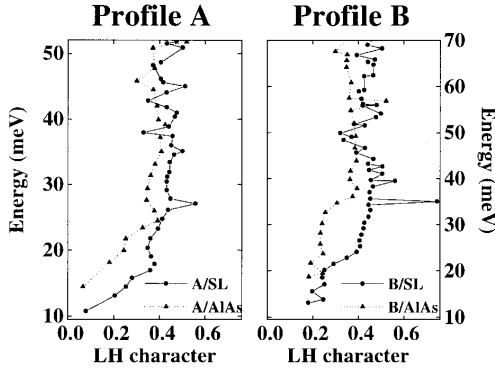 Profile A
Profile B
50
40
30
20
10
Energy (meV)
A/SL
A/AlAs
0.0
0.2
0.4
0.6
LH character
70
60
50
40
30
20
10
Energy (meV)
B/SL
B/AlAs
0.0
0.2
0.4
0.6
LH character